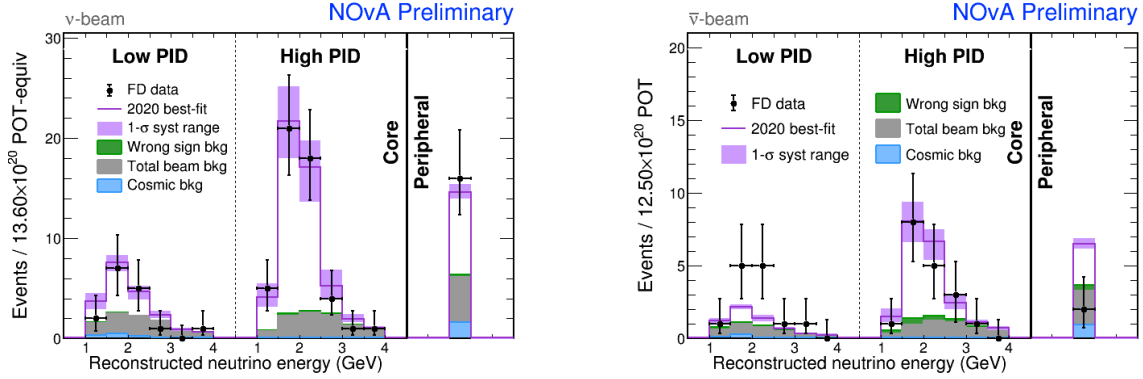 ν-beam
NOvA Preliminary
Events / 13.60×10²⁰ POT-equiv
30
20
10
0
Low PID
High PID
FD data
2020 best-fit
1-σ syst range
Wrong sign bkg
Total beam bkg
Cosmic bkg
Core
Peripheral
1 2 3 4 1 2 3 4
Reconstructed neutrino energy (GeV)
ν̄-beam
NOvA Preliminary
Events / 12.50×10²⁰ POT
20
15
10
5
0
Low PID
High PID
FD data
2020 best-fit
1-σ syst range
Wrong sign bkg
Total beam bkg
Cosmic bkg
Core
Peripheral
1 2 3 4 1 2 3 4
Reconstructed neutrino energy (GeV)